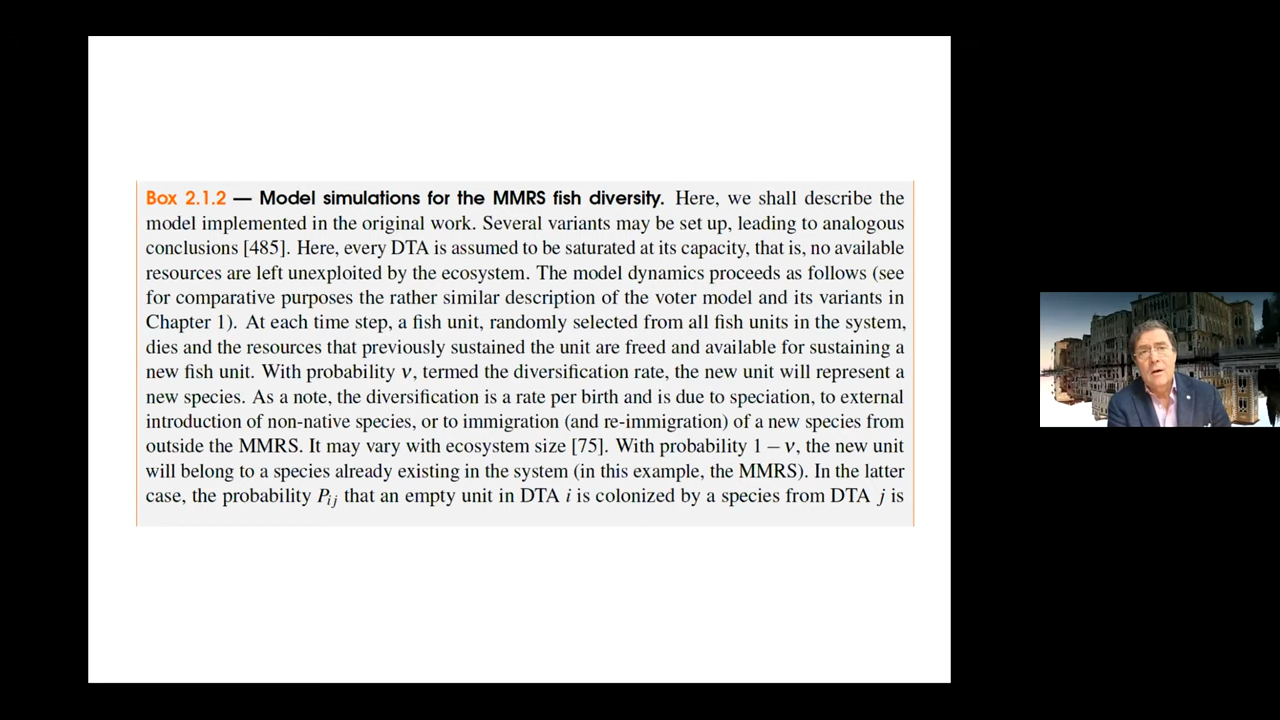 Box 2.1.2 — Model simulations for the MMRS fish diversity. Here, we shall describe the
model implemented in the original work. Several variants may be set up, leading to analogous
conclusions [485]. Here, every DTA is assumed to be saturated at its capacity, that is, no available
resources are left unexploited by the ecosystem. The model dynamics proceeds as follows (see
for comparative purposes the rather similar description of the voter model and its variants in
Chapter 1). At each time step, a fish unit, randomly selected from all fish units in the system,
dies and the resources that previously sustained the unit are freed and available for sustaining a
new fish unit. With probability ν, termed the diversification rate, the new unit will represent a
new species. As a note, the diversification is a rate per birth and is due to speciation, to external
introduction of non-native species, or to immigration (and re-immigration) of a new species from
outside the MMRS. It may vary with ecosystem size [75]. With probability 1 − ν, the new unit
will belong to a species already existing in the system (in this example, the MMRS). In the latter
case, the probability Pij that an empty unit in DTA i is colonized by a species from DTA j is